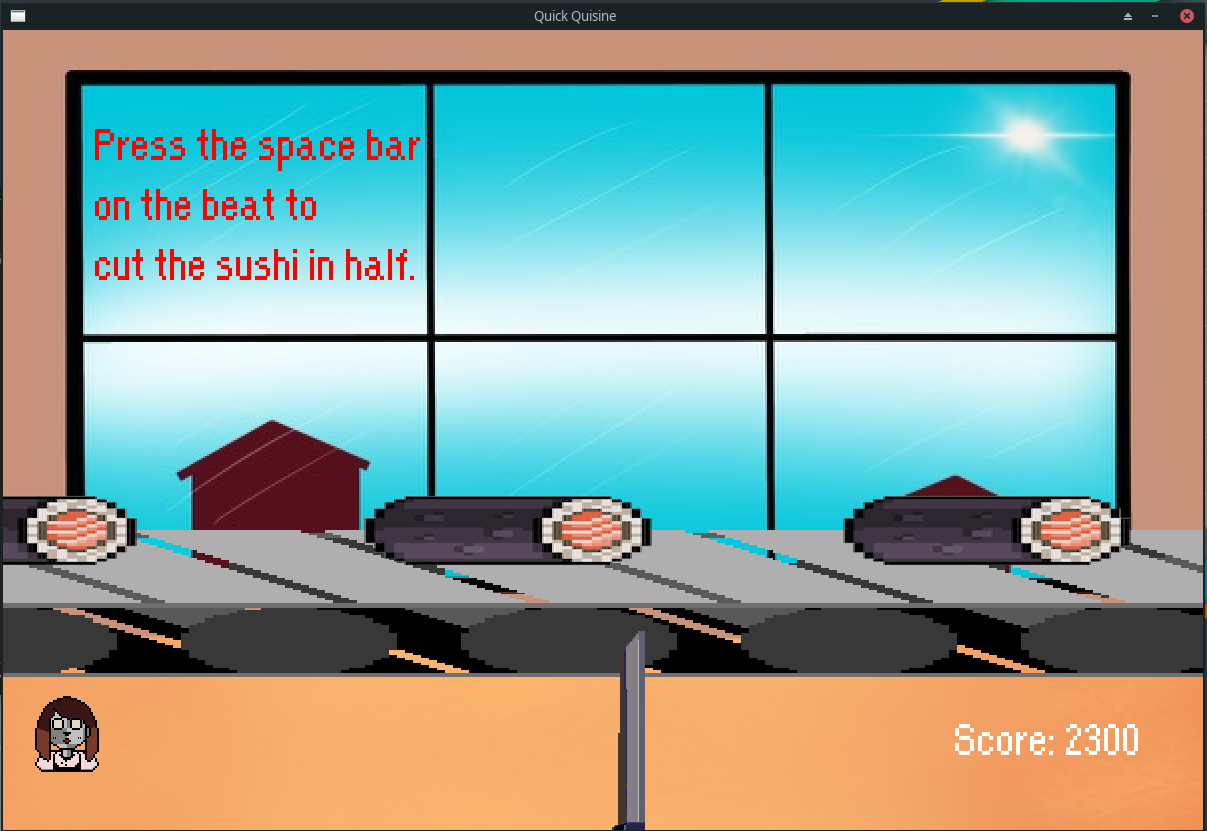 Quick Quisine
Press the space bar
on the beat to
cut the sushi in half.
Score: 2300